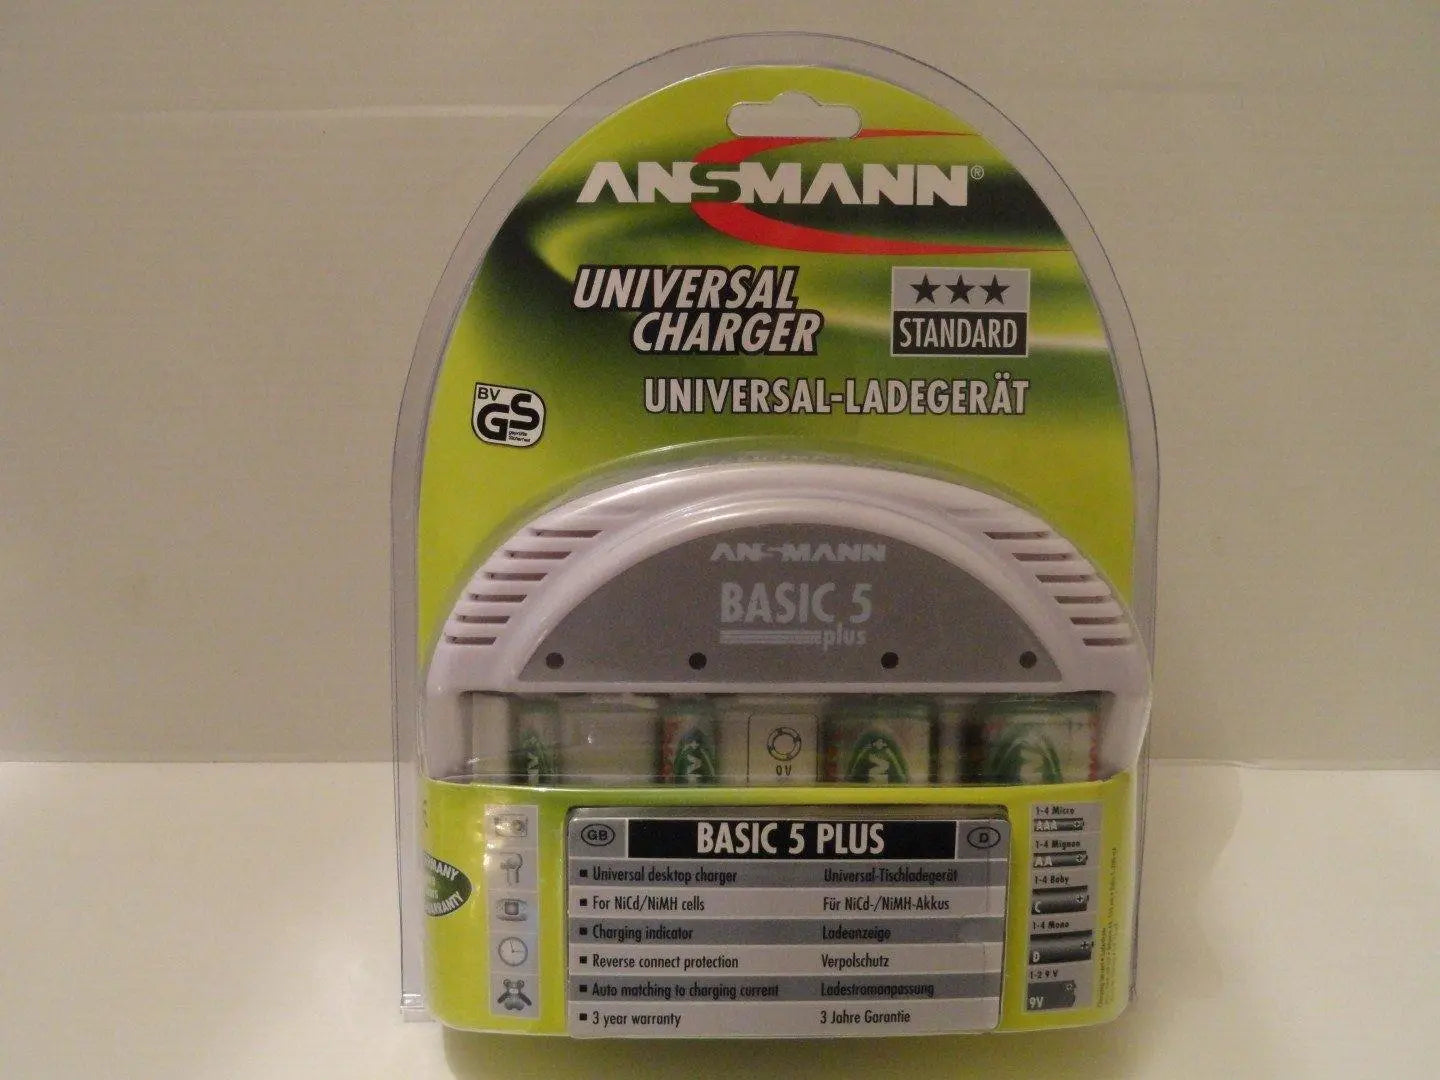 ANSMANN®
UNIVERSAL
CHARGER
★★★
STANDARD
UNIVERSAL-LADEGERÄT
BV
GS
geprüfte
Sicherheit
ANSMANN
BASIC 5
plus
GB BASIC 5 PLUS D
▪ Universal desktop charger Universal-Tischladegerät
▪ For NiCd/NiMH cells Für NiCd-/NiMH-Akkus
▪ Charging indicator Ladeanzeige
▪ Reverse connect protection Verpolschutz
▪ Auto matching to charging current Ladestromanpassung
▪ 3 year warranty 3 Jahre Garantie
1-4 Micro
AAA
1-4 Mignon
AA
1-4 Baby
C
1-4 Mono
D
1-2 9 V
9V